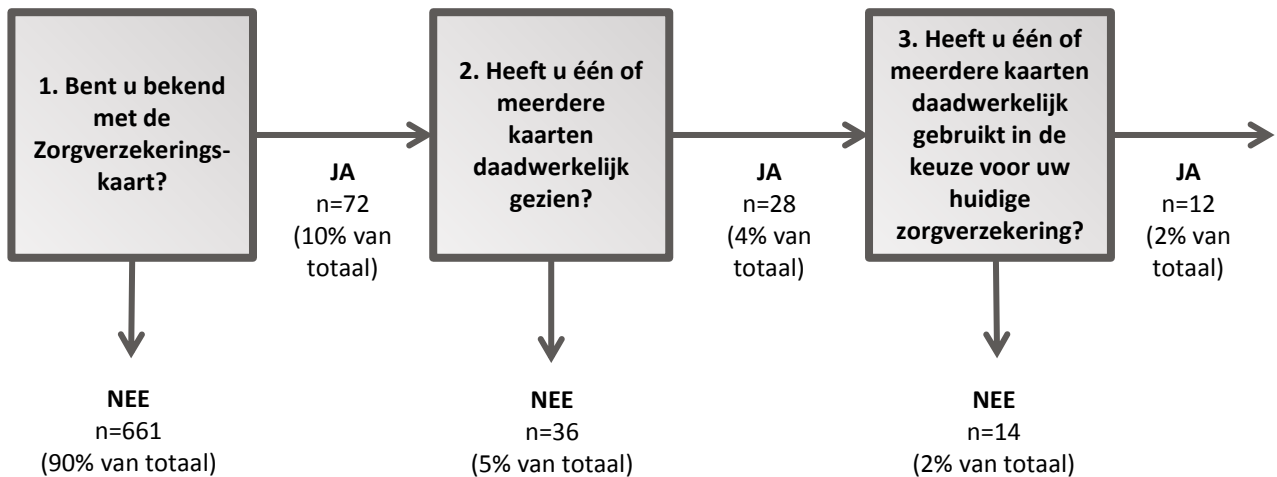 1. Bent u bekend
met de
Zorgverzekerings-
kaart?
JA
n=72
(10% van
totaal)
NEE
n=661
(90% van totaal)
2. Heeft u één of
meerdere
kaarten
daadwerkelijk
gezien?
JA
n=28
(4% van
totaal)
NEE
n=36
(5% van totaal)
3. Heeft u één of
meerdere kaarten
daadwerkelijk
gebruikt in de
keuze voor uw
huidige
zorgverzekering?
JA
n=12
(2% van
totaal)
NEE
n=14
(2% van totaal)